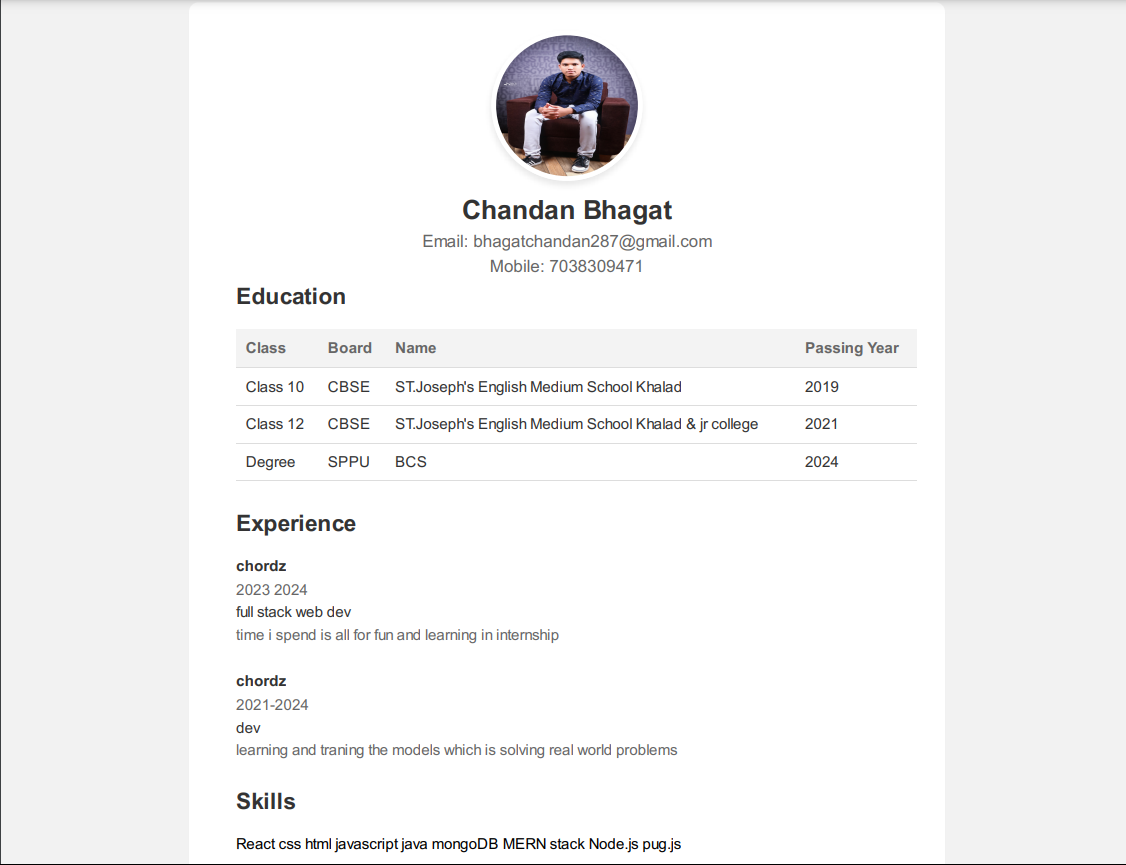 Chandan Bhagat
Email: bhagatchandan287@gmail.com
Mobile: 7038309471
Education
Class Board Name Passing Year
Class 10 CBSE ST.Joseph's English Medium School Khalad 2019
Class 12 CBSE ST.Joseph's English Medium School Khalad & jr college 2021
Degree SPPU BCS 2024
Experience
chordz
2023 2024
full stack web dev
time i spend is all for fun and learning in internship
chordz
2021-2024
dev
learning and traning the models which is solving real world problems
Skills
React css html javascript java mongoDB MERN stack Node.js pug.js